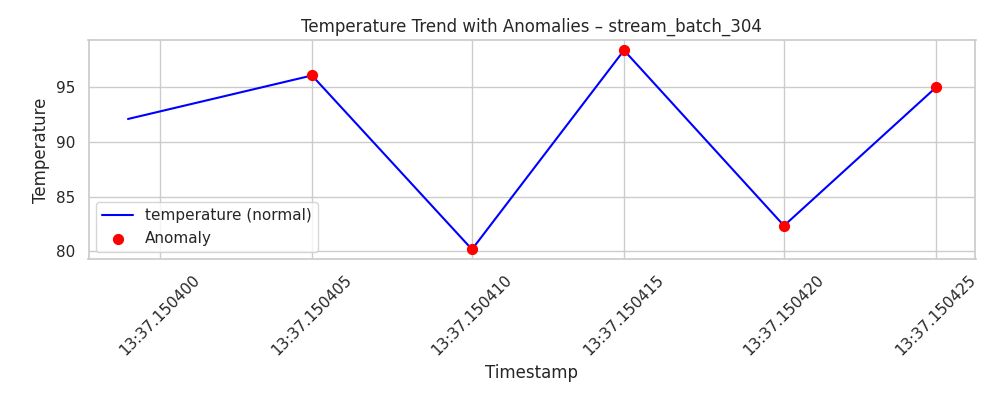 Temperature Trend with Anomalies – stream_batch_304
Temperature
95
90
85
80
temperature (normal)
Anomaly
13:37.150400
13:37.150405
13:37.150410
13:37.150415
13:37.150420
13:37.150425
Timestamp